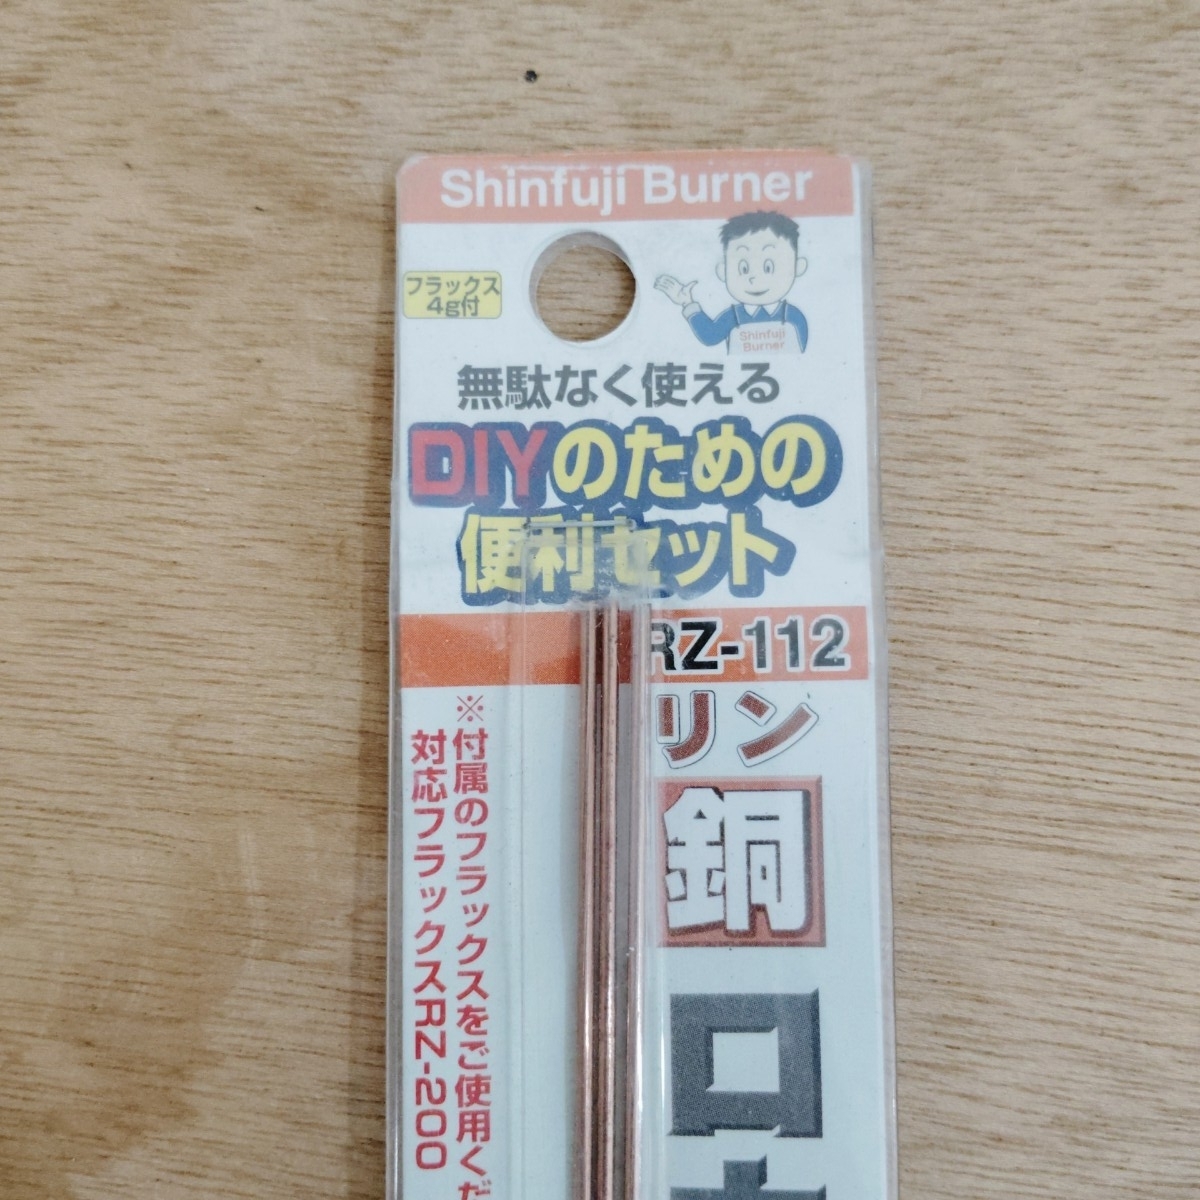 Shinfuji Burner
フラックス
4g付
Shinfuji
Burner
無駄なく使える
DIYのための
便利セット
RZ-112
リン
銅
ロ
※付属のフラックスをご使用くだ
対応フラックスRZ-200